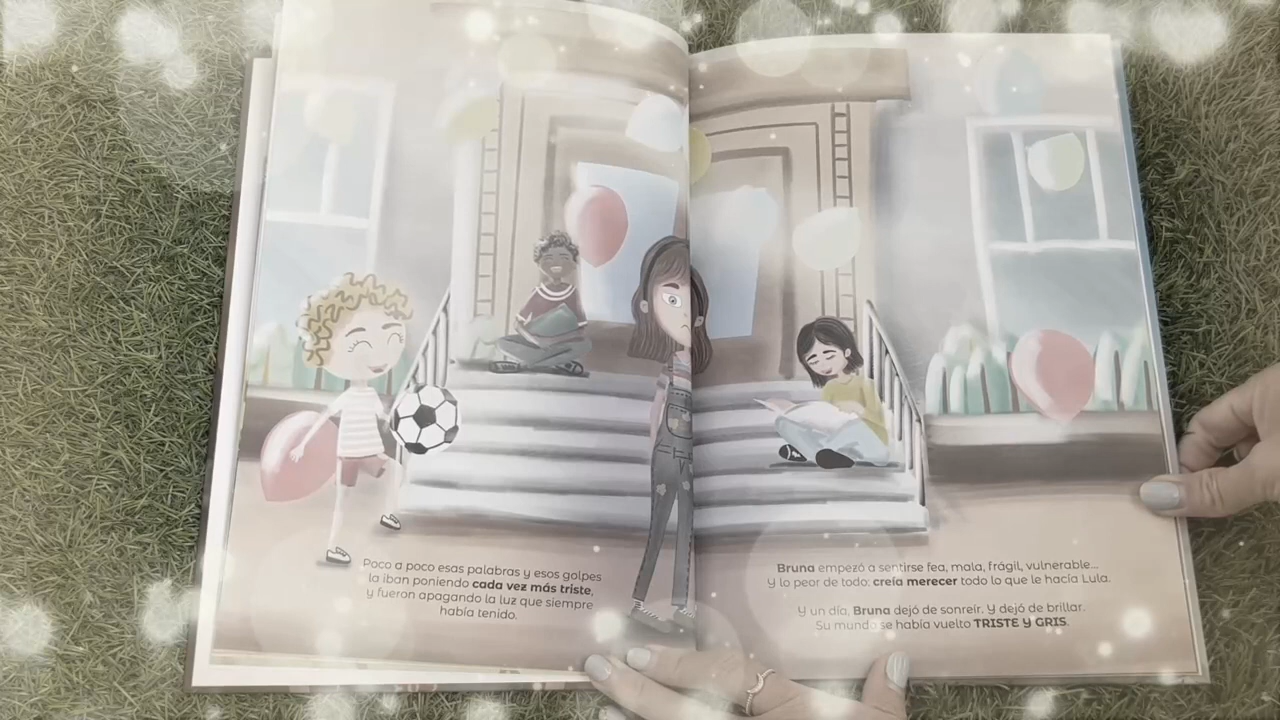 Poco a poco esas palabras y esos golpes
la iban poniendo cada vez más triste,
y fueron apagando la luz que siempre
había tenido.
Bruna empezó a sentirse fea, mala, frágil, vulnerable...
Y lo peor de todo: creía merecer todo lo que le hacía Lula.
Y un día, Bruna dejó de sonreír. Y dejó de brillar.
Su mundo se había vuelto TRISTE Y GRIS.